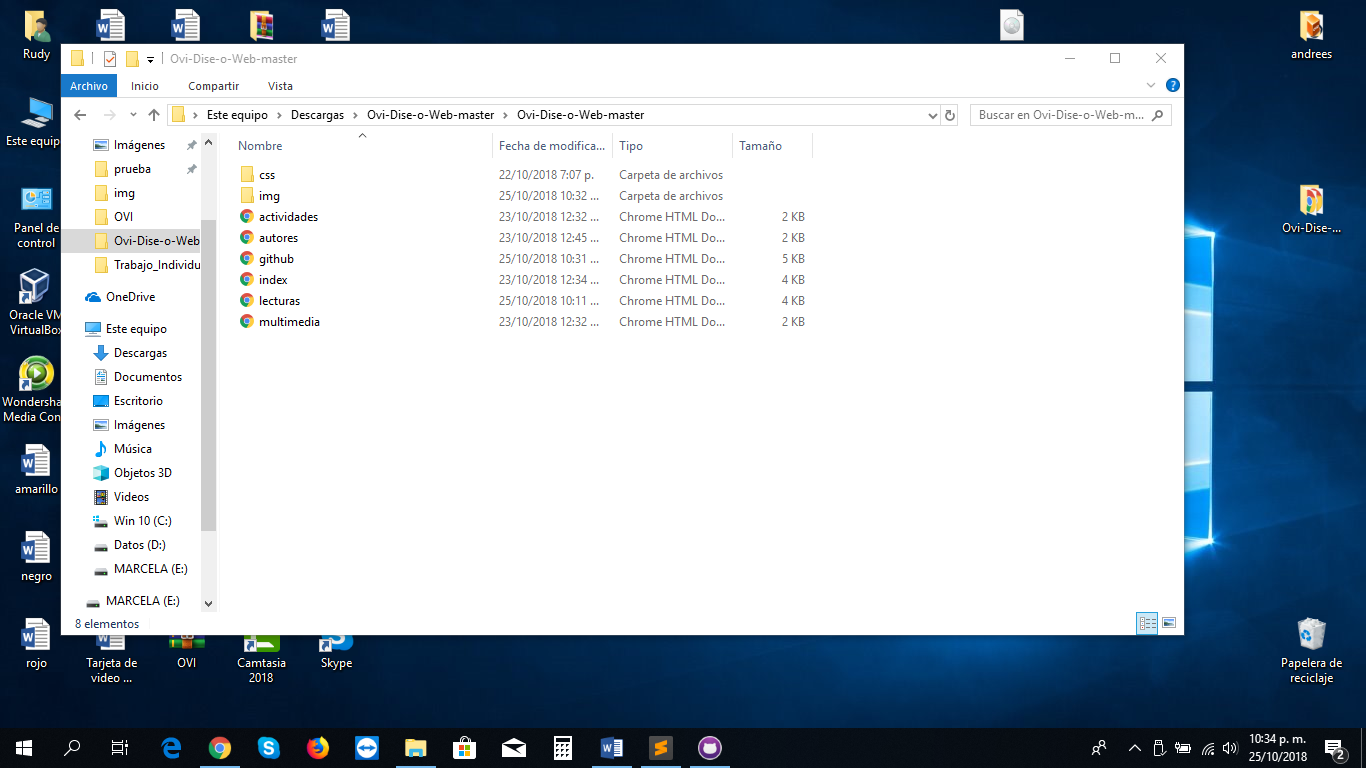 Rudy
andrees
Ovi-Dise-o-Web-master
Archivo
Inicio
Compartir
Vista
Este equipo
Descargas
Ovi-Dise-o-Web-master
Ovi-Dise-o-Web-master
Buscar en Ovi-Dise-o-Web-m...
Este equip
Panel de
control
Oracle VM
VirtualBox
Wondersha
Media Con
amarillo
negro
rojo
Imágenes
prueba
img
OVI
Ovi-Dise-o-Web
Trabajo_Individu
OneDrive
Este equipo
Descargas
Documentos
Escritorio
Imágenes
Música
Objetos 3D
Videos
Win 10 (C:)
Datos (D:)
MARCELA (E:)
MARCELA (E:)
Nombre Fecha de modifica... Tipo Tamaño
css 22/10/2018 7:07 p. Carpeta de archivos
img 25/10/2018 10:32 ... Carpeta de archivos
actividades 23/10/2018 12:32 ... Chrome HTML Do... 2 KB
autores 23/10/2018 12:45 ... Chrome HTML Do... 2 KB
github 25/10/2018 10:31 ... Chrome HTML Do... 5 KB
index 23/10/2018 12:34 ... Chrome HTML Do... 4 KB
lecturas 25/10/2018 10:11 ... Chrome HTML Do... 4 KB
multimedia 23/10/2018 12:32 ... Chrome HTML Do... 2 KB
8 elementos
Ovi-Dise-...
Tarjeta de
video ...
OVI
Camtasia
2018
Skype
Papelera de
reciclaje
10:34 p. m.
25/10/2018
2